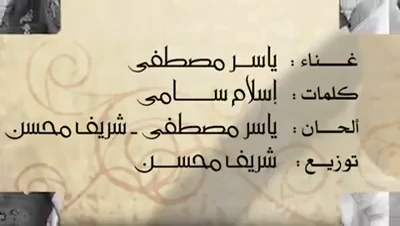 غناء : ياسر مصطفى
كلمات : إسلام سامى
ألحان : ياسر مصطفى - شريف محسن
توزيع : شريف محسن